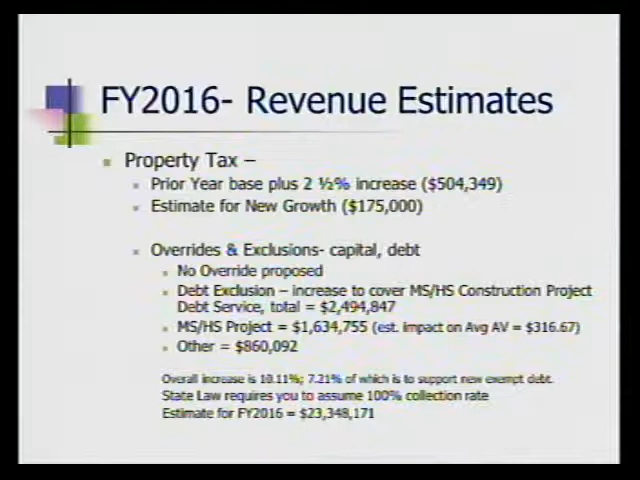 FY2016- Revenue Estimates
Property Tax –
Prior Year base plus 2 ½% increase ($504,349)
Estimate for New Growth ($175,000)
Overrides & Exclusions- capital, debt
No Override proposed
Debt Exclusion – increase to cover MS/HS Construction Project
Debt Service, total = $2,494,847
MS/HS Project = $1,634,755 (est. impact on Avg AV = $316.67)
Other = $860,092
Overall increase is 10.11%; 7.21% of which is to support new exempt debt.
State Law requires you to assume 100% collection rate
Estimate for FY2016 = $23,348,171